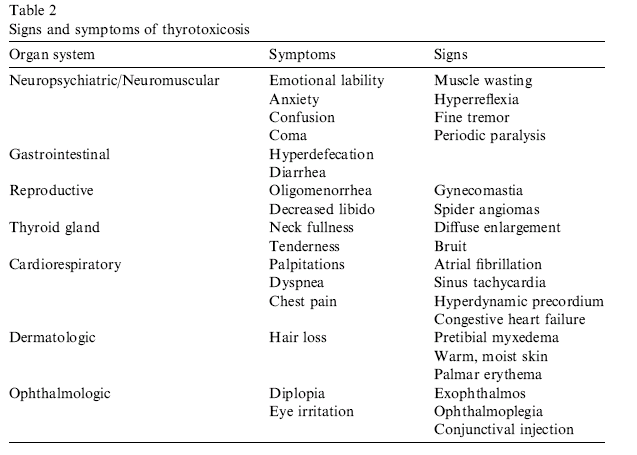 Table 2
Signs and symptoms of thyrotoxicosis
Organ system Symptoms Signs
Neuropsychiatric/Neuromuscular Emotional lability Muscle wasting
Anxiety Hyperreflexia
Confusion Fine tremor
Coma Periodic paralysis
Gastrointestinal Hyperdefecation
Diarrhea
Reproductive Oligomenorrhea Gynecomastia
Decreased libido Spider angiomas
Thyroid gland Neck fullness Diffuse enlargement
Tenderness Bruit
Cardiorespiratory Palpitations Atrial fibrillation
Dyspnea Sinus tachycardia
Chest pain Hyperdynamic precordium
Congestive heart failure
Dermatologic Hair loss Pretibial myxedema
Warm, moist skin
Palmar erythema
Ophthalmologic Diplopia Exophthalmos
Eye irritation Ophthalmoplegia
Conjunctival injection